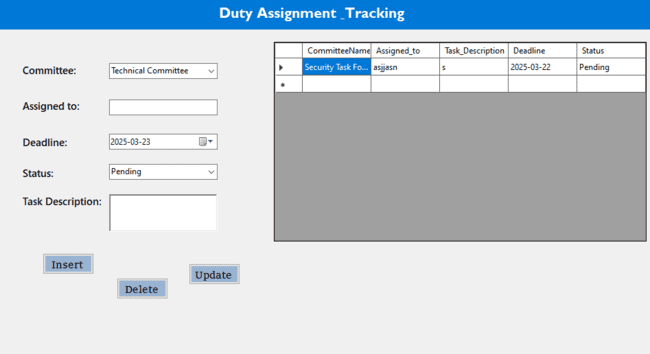 Duty Assignment _Tracking
Committee: Technical Committee
Assigned to:
Deadline: 2025-03-23
Status: Pending
Task Description:
Insert
Delete
Update
CommitteeName Assigned_to Task_Description Deadline Status
Security Task Fo... asjjasn s 2025-03-22 Pending